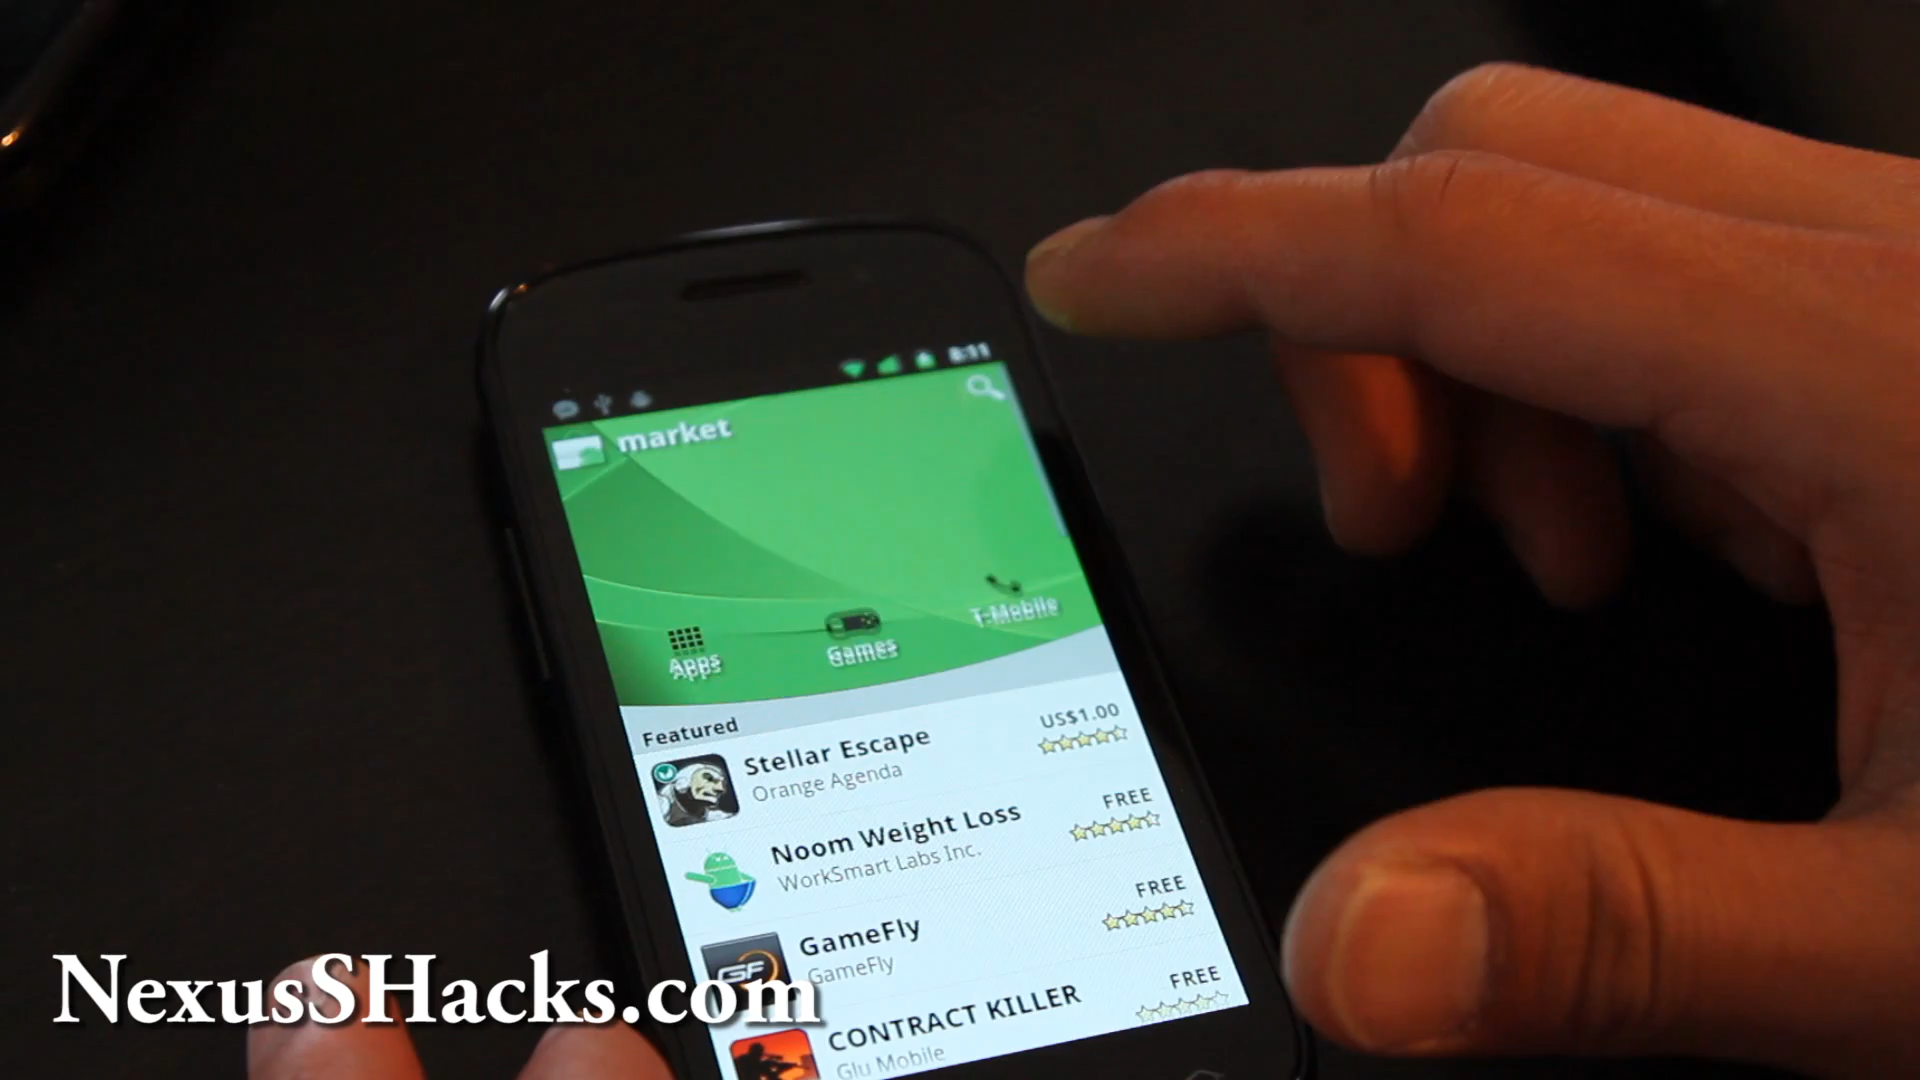 8:11
market
Apps
Games
T-Mobile
Featured
Stellar Escape
US$1.00
Orange Agenda
Noom Weight Loss
FREE
WorkSmart Labs Inc.
GameFly
FREE
GameFly
CONTRACT KILLER
FREE
Glu Mobile
GF
NexusSHacks.com